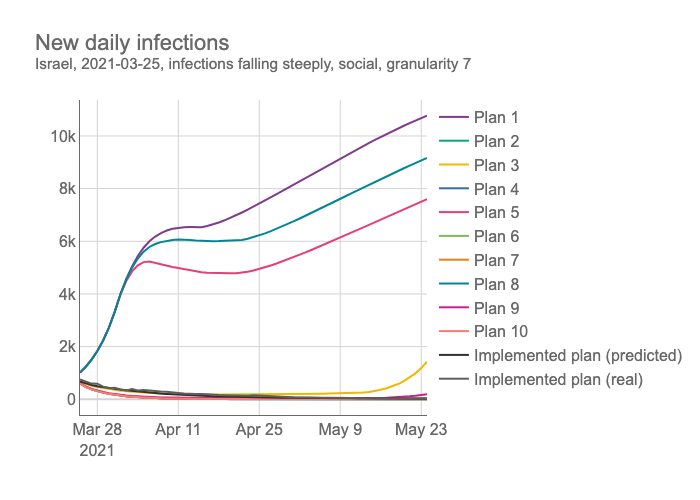 New daily infections
Israel, 2021-03-25, infections falling steeply, social, granularity 7
10k
8k
6k
4k
2k
0
Mar 28
2021
Apr 11
Apr 25
May 9
May 23
Plan 1
Plan 2
Plan 3
Plan 4
Plan 5
Plan 6
Plan 7
Plan 8
Plan 9
Plan 10
Implemented plan (predicted)
Implemented plan (real)